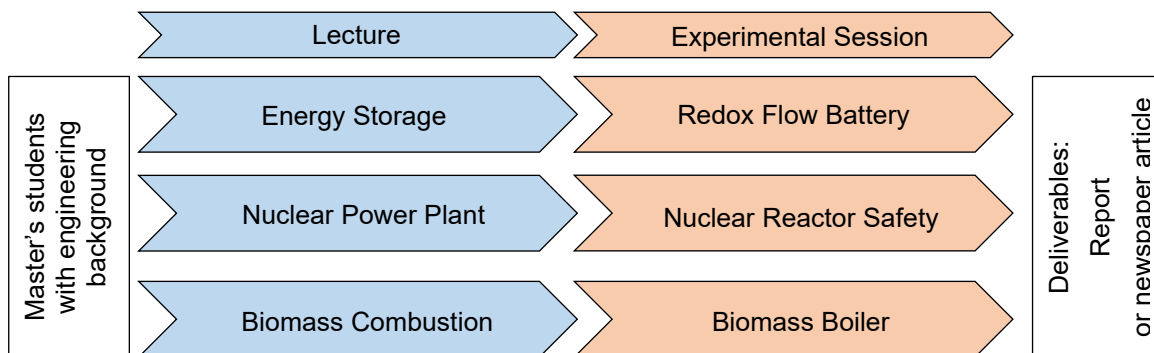 Lecture
Experimental Session
Master's students
with engineering
background
Energy Storage
Redox Flow Battery
Nuclear Power Plant
Nuclear Reactor Safety
Biomass Combustion
Biomass Boiler
Deliverables:
Report
or newspaper article